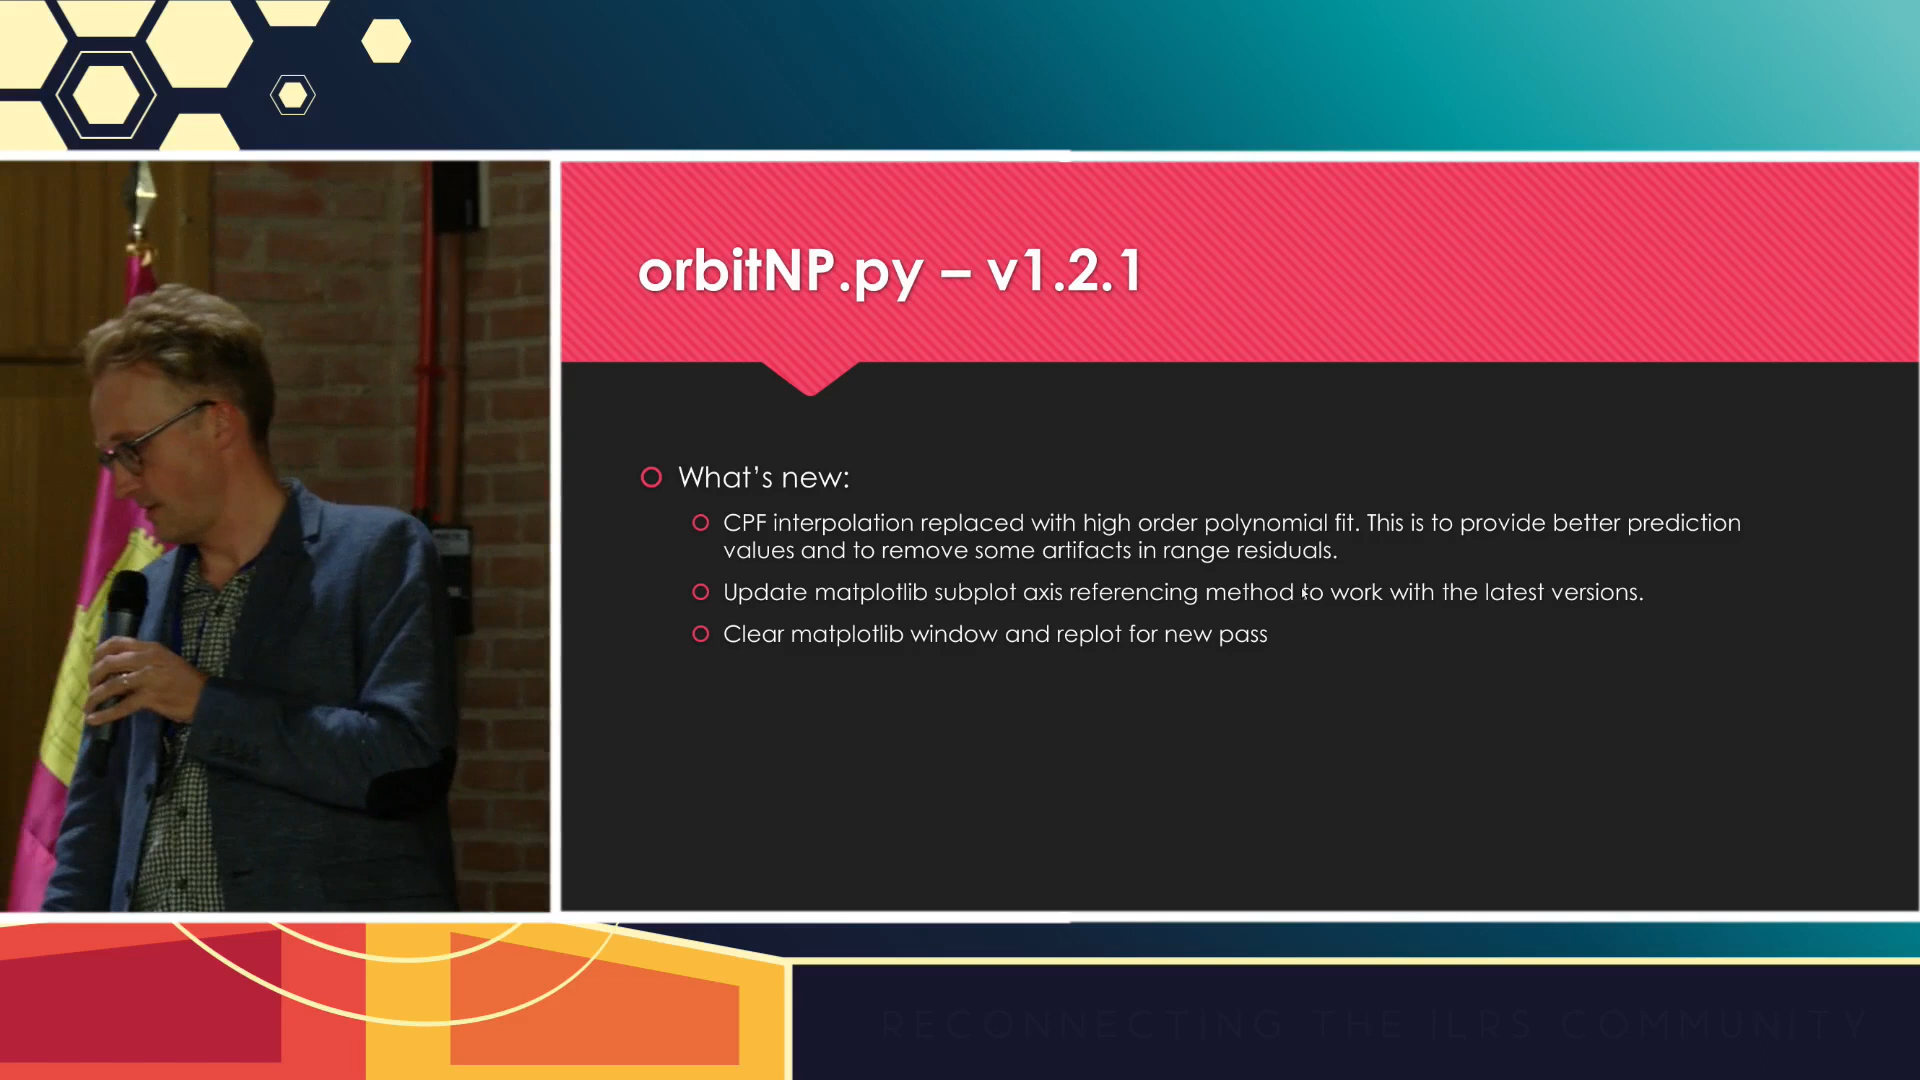 orbitNP.py – v1.2.1
What's new:
CPF interpolation replaced with high order polynomial fit. This is to provide better prediction
values and to remove some artifacts in range residuals.
Update matplotlib subplot axis referencing method to work with the latest versions.
Clear matplotlib window and replot for new pass
RECONNECTING THE ILRS COMMUNITY